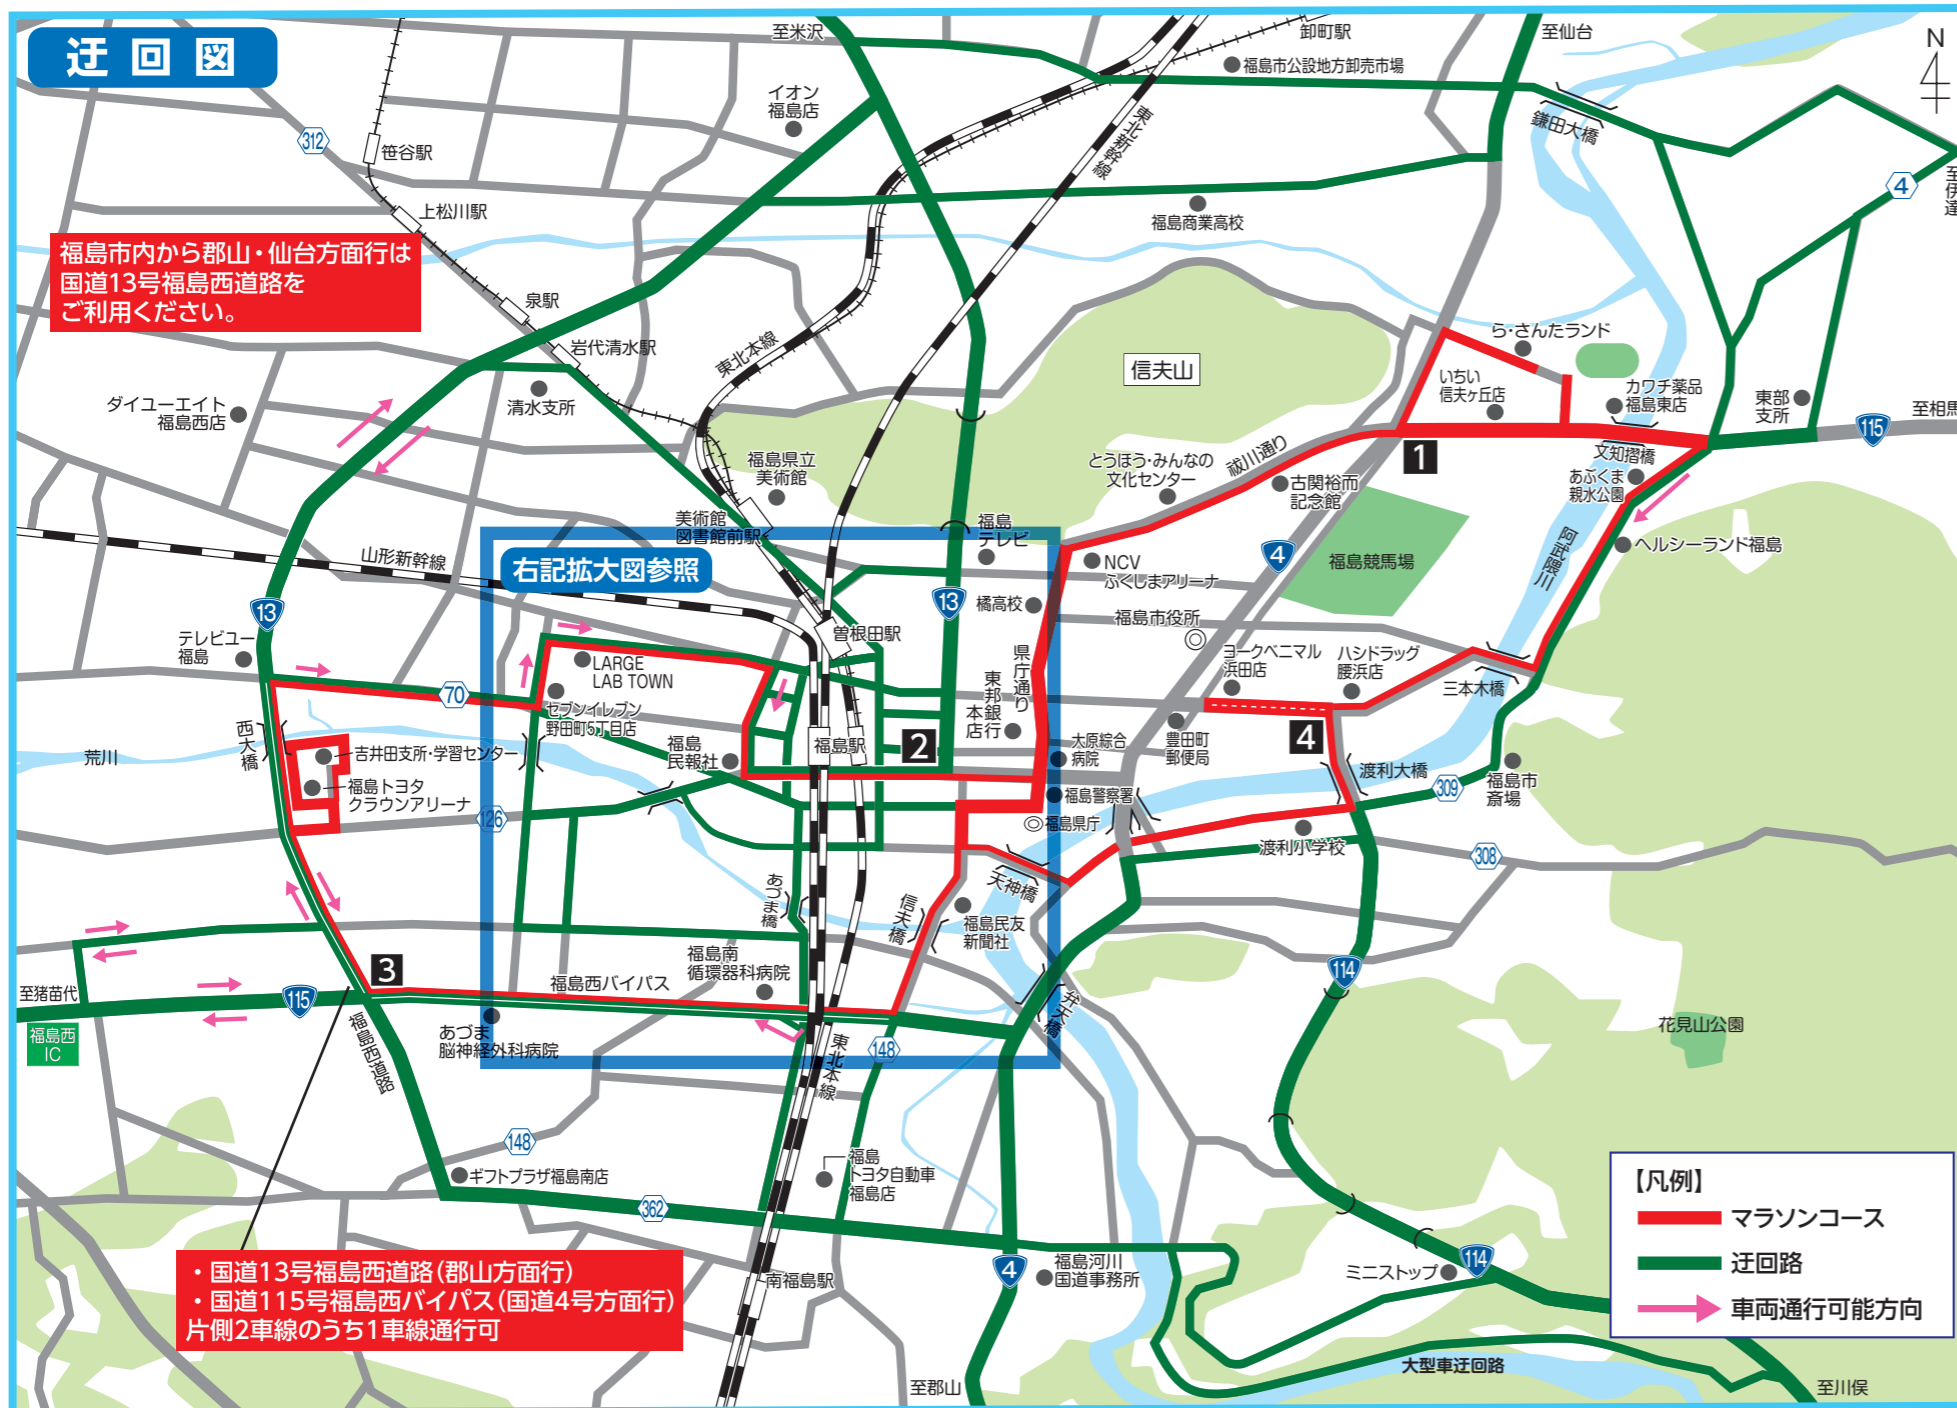 迂回図
至米沢
卸町駅
至仙台
N
福島市公設地方卸売市場
イオン
福島店
東北新幹線
鎌田大橋
312
笹谷駅
4
至伊達
上松川駅
福島商業高校
福島市内から郡山・仙台方面行は
国道13号福島西道路を
ご利用ください。
泉駅
岩代清水駅
東北本線
信夫山
ら・さんたランド
いちい
信夫ヶ丘店
カワチ薬品
福島東店
東部
支所
至相馬
115
ダイユーエイト
福島西店
清水支所
福島県立
美術館
とうほう・みんなの
文化センター
祓川通り
1
古関裕而
記念館
文知摺橋
あぶくま
親水公園
美術館
図書館前駅
福島
テレビ
山形新幹線
右記拡大図参照
NCV
ふくしまアリーナ
4
福島競馬場
阿武隈川
ヘルシーランド福島
13
13
橘高校
福島市役所
テレビユー
福島
曽根田駅
県庁通り
ヨークベニマル
浜田店
ハシドラッグ
腰浜店
三本木橋
LARGE
LAB TOWN
70
セブンイレブン
野田町5丁目店
東邦銀行
本店
西大橋
荒川
吉井田支所・学習センター
福島
民報社
福島駅
2
大原綜合
病院
豊田町
郵便局
4
渡利大橋
福島市
斎場
福島トヨタ
クラウンアリーナ
126
福島警察署
309
福島県庁
渡利小学校
308
あづま橋
信夫橋
天神橋
福島民友
新聞社
3
福島南
循環器科病院
福島西バイパス
114
至猪苗代
115
福島西
IC
福島西道路
あづま
脳神経外科病院
東北本線
148
弁天橋
花見山公園
148
ギフトプラザ福島南店
福島
トヨタ自動車
福島店
362
【凡例】
マラソンコース
迂回路
車両通行可能方向
・国道13号福島西道路(郡山方面行)
・国道115号福島西バイパス(国道4号方面行)
片側2車線のうち1車線通行可
南福島駅
4
福島河川
国道事務所
ミニストップ
114
大型車迂回路
至郡山
至川俣